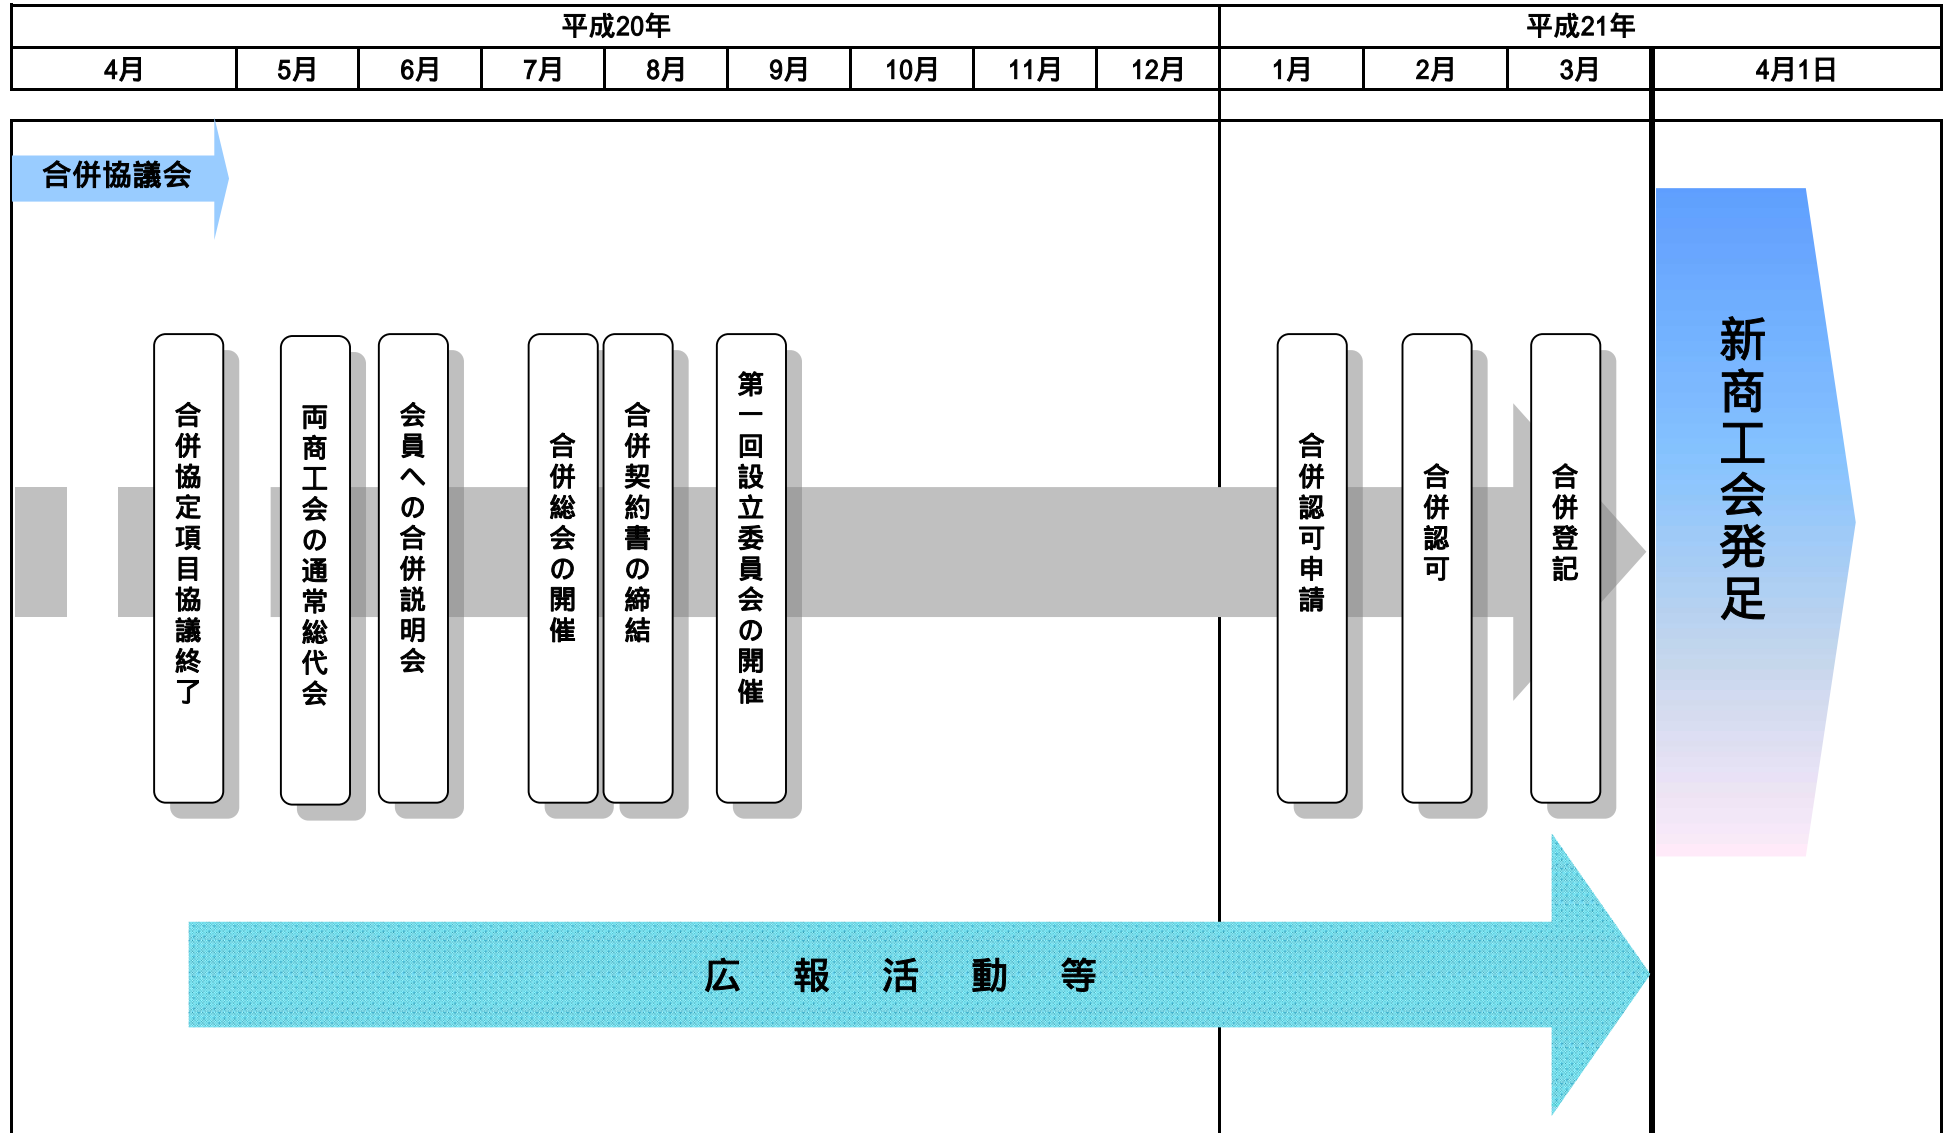 平成20年 平成21年
4月 5月 6月 7月 8月 9月 10月 11月 12月 1月 2月 3月 4月1日
合併協議会
合併協定項目協議終了
両商工会の通常総代会
会員への合併説明会
合併総会の開催
合併契約書の締結
第一回設立委員会の開催
合併認可申請
合併認可
合併登記
新商工会発足
広報活動等